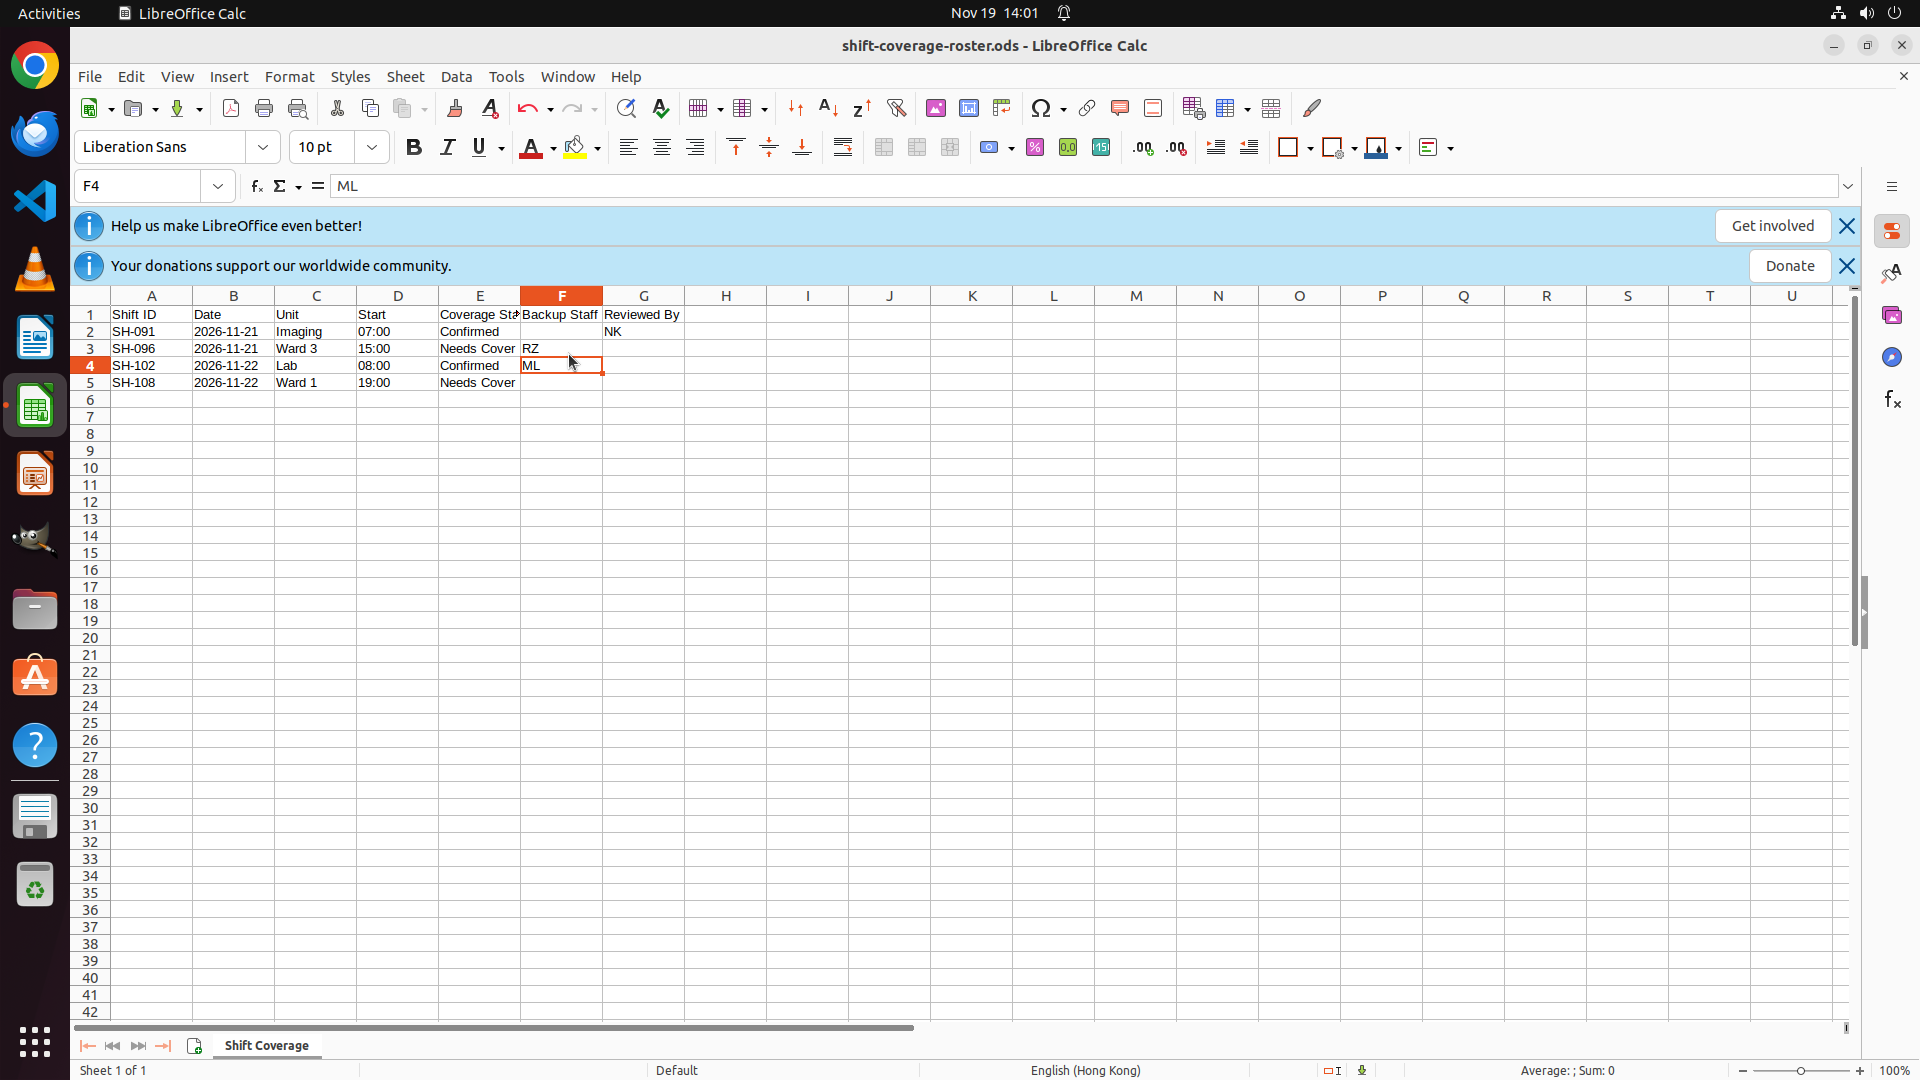 Activities
LibreOffice Calc
Nov 19 14:01
shift-coverage-roster.ods - LibreOffice Calc
File Edit View Insert Format Styles Sheet Data Tools Window Help
Liberation Sans
10 pt
F4
ML
Help us make LibreOffice even better!
Get involved
Your donations support our worldwide community.
Donate
A B C D E F G H I J K L M N O P Q R S T U
1 Shift ID Date Unit Start Coverage Sta Backup Staff Reviewed By
2 SH-091 2026-11-21 Imaging 07:00 Confirmed NK
3 SH-096 2026-11-21 Ward 3 15:00 Needs Cover RZ
4 SH-102 2026-11-22 Lab 08:00 Confirmed ML
5 SH-108 2026-11-22 Ward 1 19:00 Needs Cover
6
7
8
9
10
11
12
13
14
15
16
17
18
19
20
21
22
23
24
25
26
27
28
29
30
31
32
33
34
35
36
37
38
39
40
41
42
Shift Coverage
Sheet 1 of 1
Default
English (Hong Kong)
Average: ; Sum: 0
100%